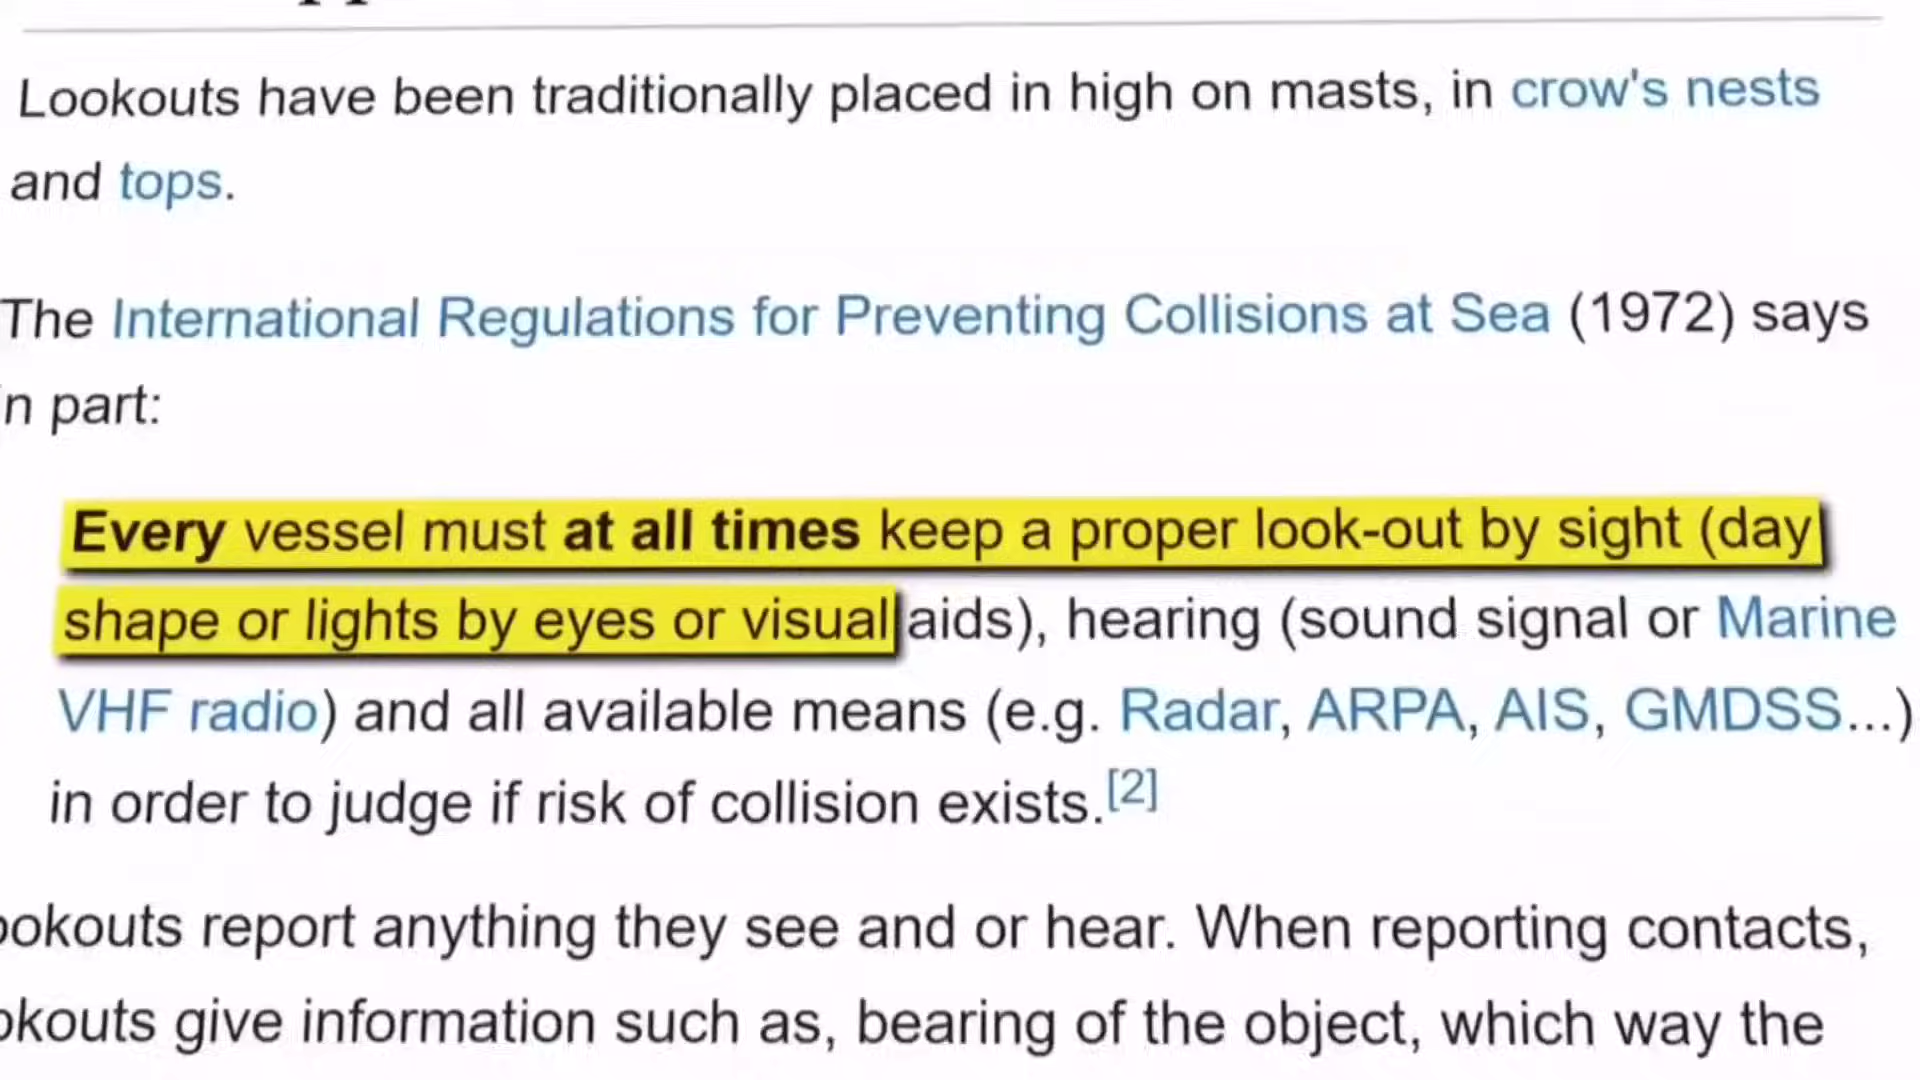 Lookouts have been traditionally placed in high on masts, in crow's nests
and tops.
The International Regulations for Preventing Collisions at Sea (1972) says
in part:
Every vessel must at all times keep a proper look-out by sight (day
shape or lights by eyes or visual aids), hearing (sound signal or Marine
VHF radio) and all available means (e.g. Radar, ARPA, AIS, GMDSS...)
in order to judge if risk of collision exists.[2]
ookouts report anything they see and or hear. When reporting contacts,
okouts give information such as, bearing of the object, which way the